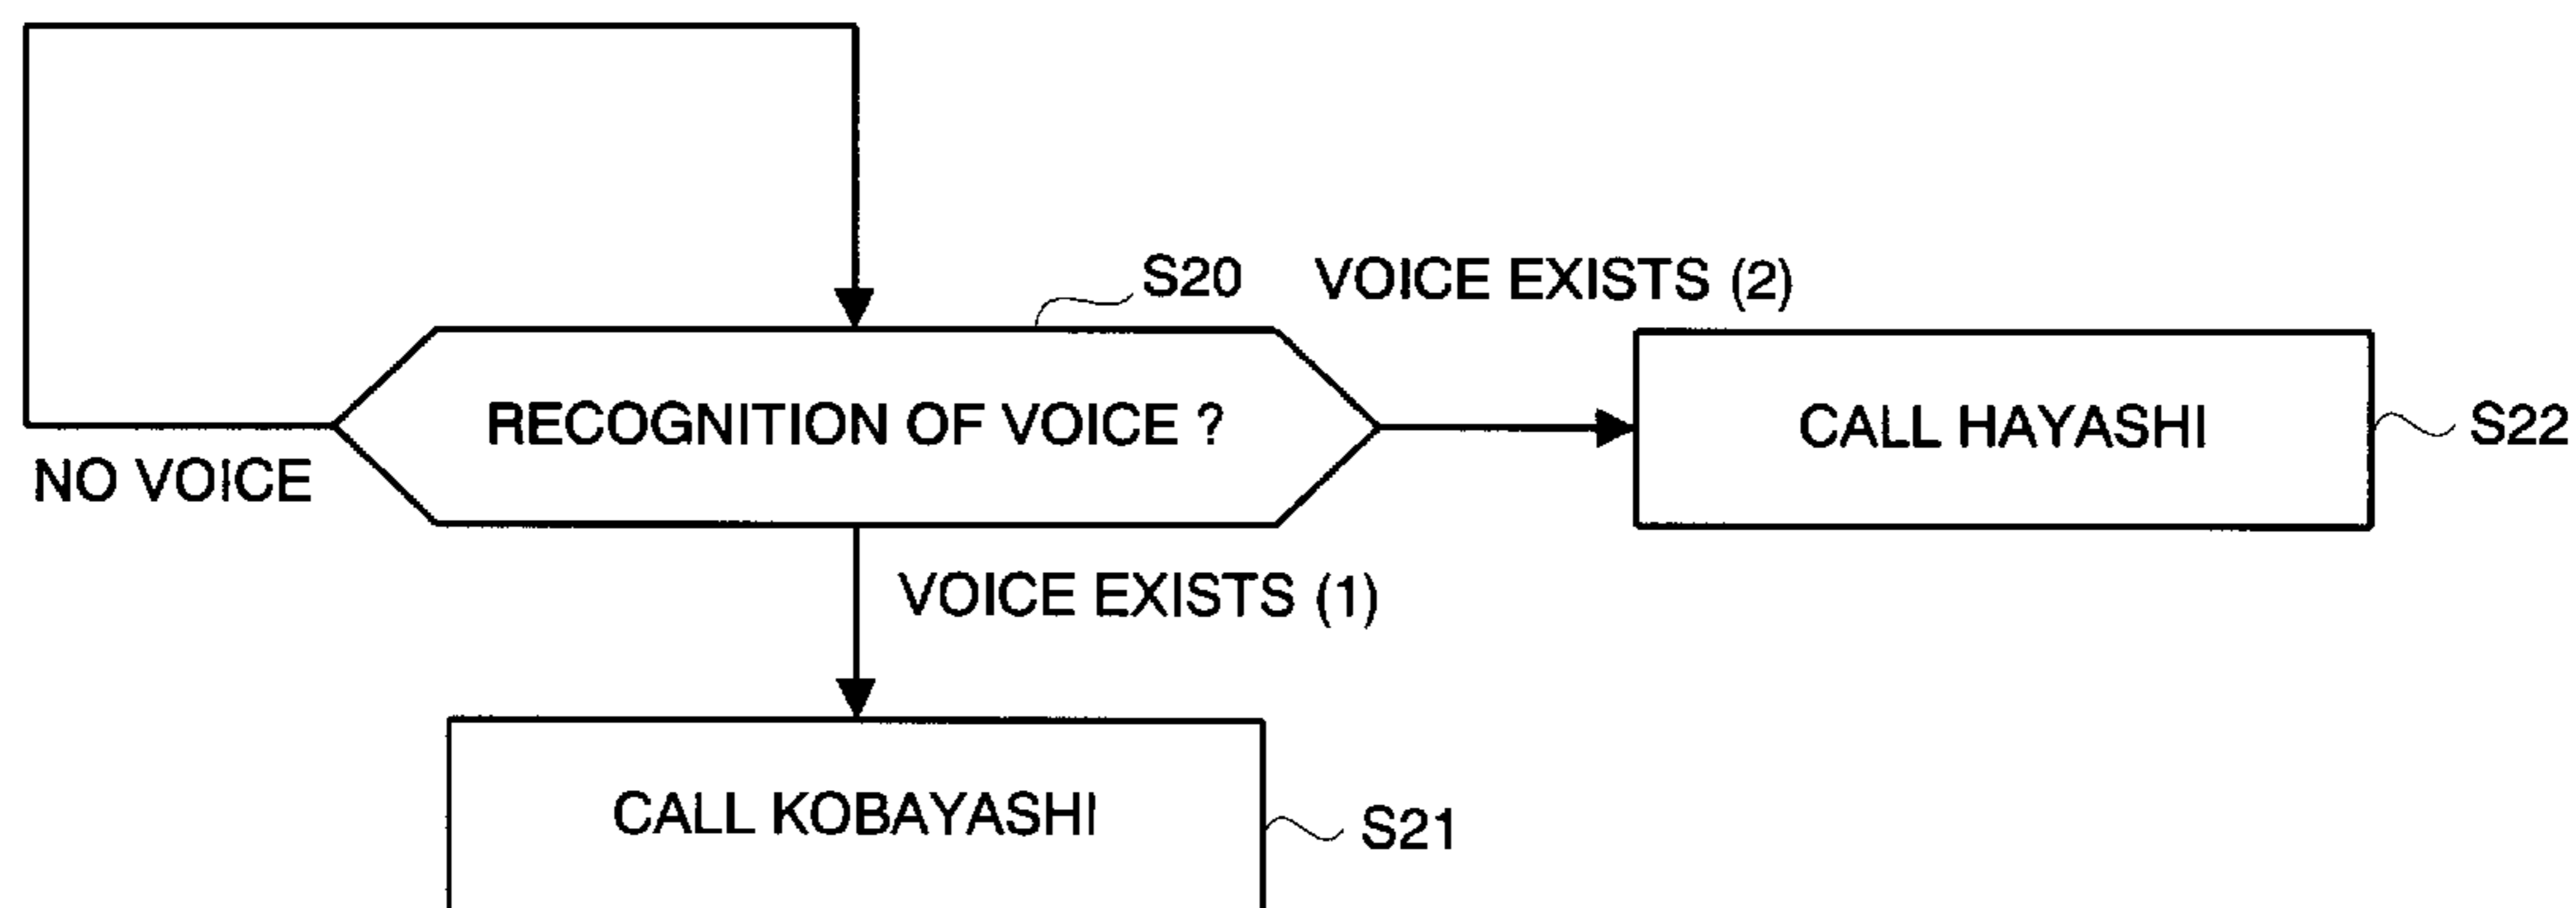 S20
VOICE EXISTS (2)
RECOGNITION OF VOICE ?
CALL HAYASHI
S22
NO VOICE
VOICE EXISTS (1)
CALL KOBAYASHI
S21